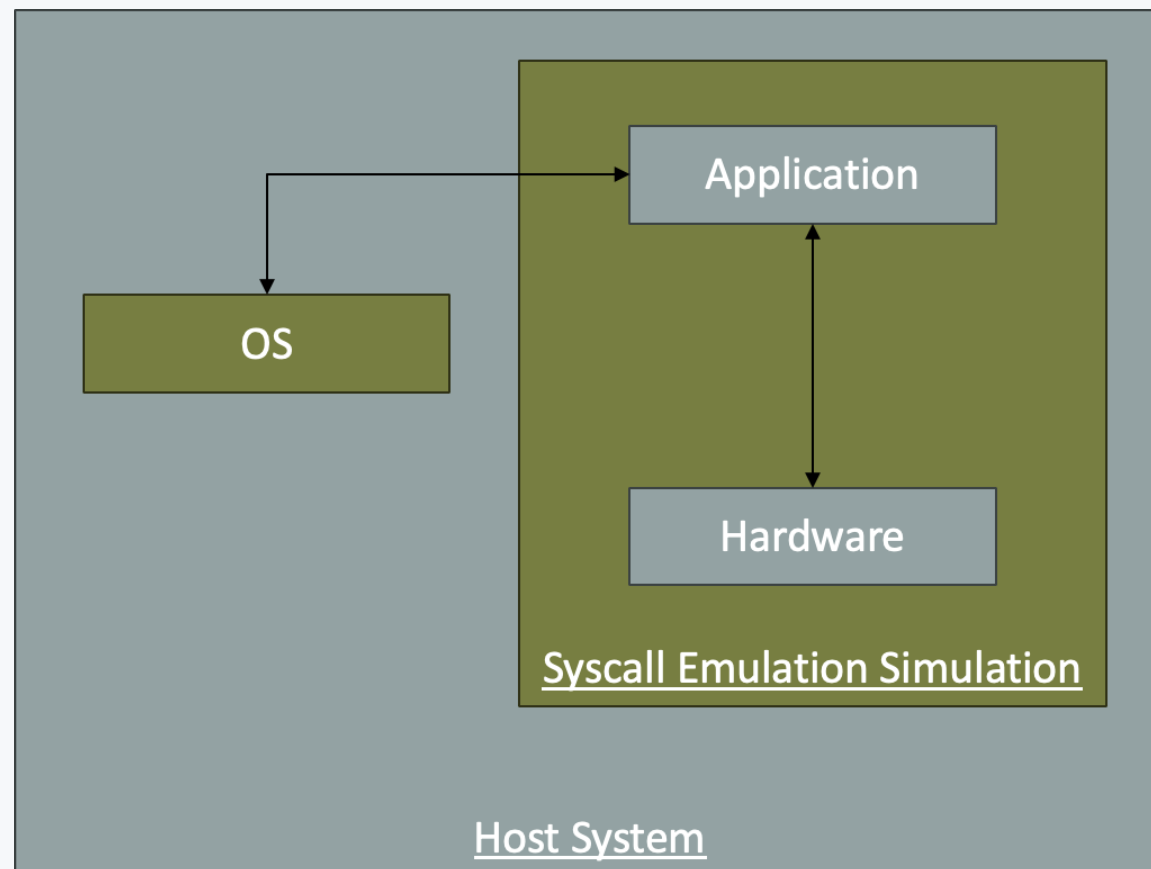 Application
OS
Hardware
Syscall Emulation Simulation
Host System